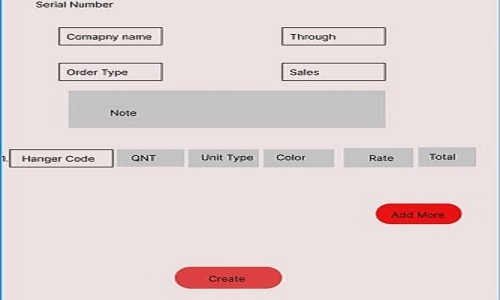 Serial Number
Comapny name Through
Order Type Sales
Note
1. Hanger Code QNT Unit Type Color Rate Total
Add More
Create